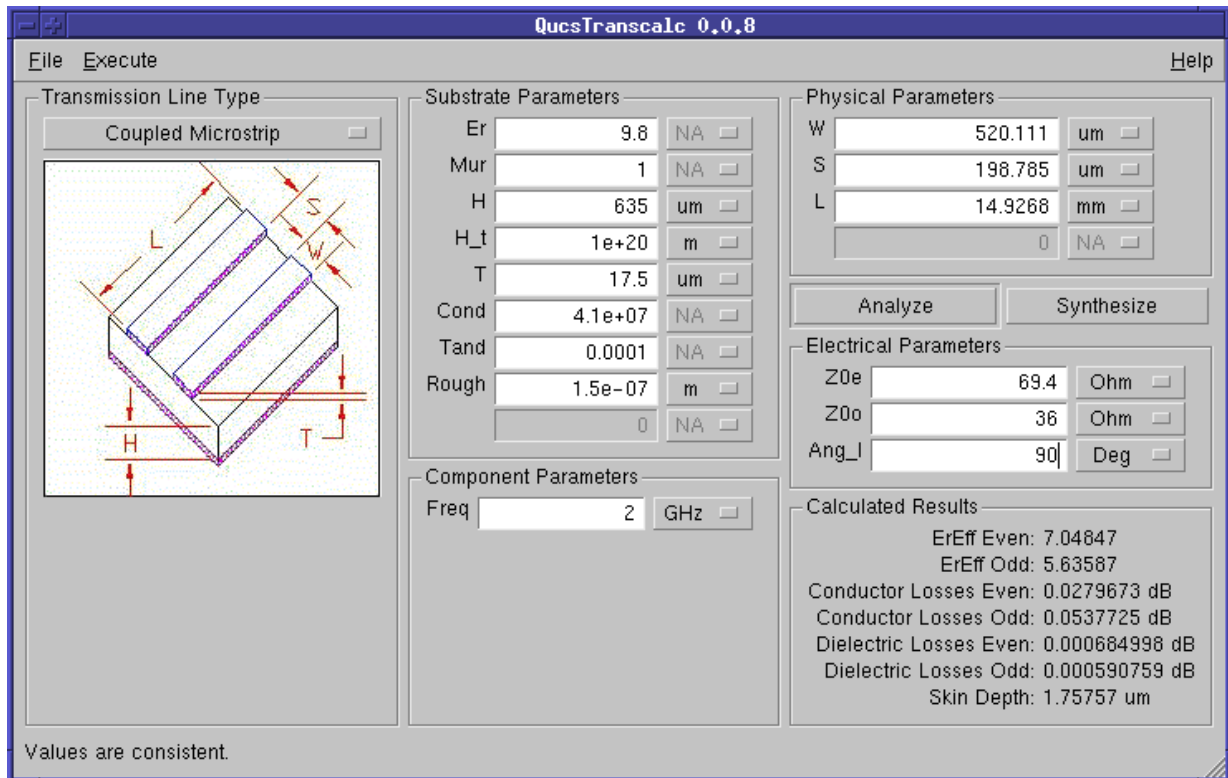 QucsTranscalc 0.0.8
File Execute Help
Transmission Line Type
Coupled Microstrip
L
S
W
H
T
Substrate Parameters
Er 9.8 NA
Mur 1 NA
H 635 um
H_t 1e+20 m
T 17.5 um
Cond 4.1e+07 NA
Tand 0.0001 NA
Rough 1.5e-07 m
0 NA
Component Parameters
Freq 2 GHz
Physical Parameters
W 520.111 um
S 198.785 um
L 14.9268 mm
0 NA
Analyze Synthesize
Electrical Parameters
Z0e 69.4 Ohm
Z0o 36 Ohm
Ang_l 90 Deg
Calculated Results
ErEff Even: 7.04847
ErEff Odd: 5.63587
Conductor Losses Even: 0.0279673 dB
Conductor Losses Odd: 0.0537725 dB
Dielectric Losses Even: 0.000684998 dB
Dielectric Losses Odd: 0.000590759 dB
Skin Depth: 1.75757 um
Values are consistent.